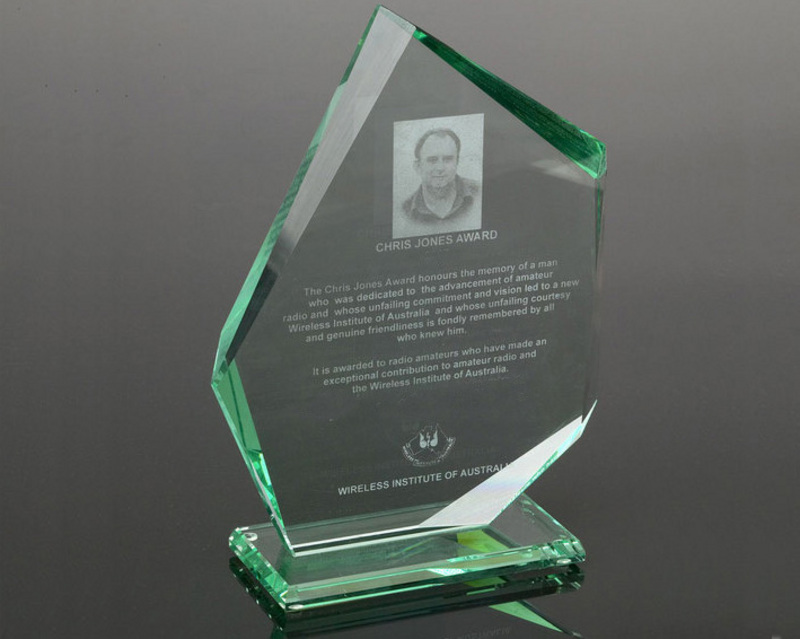 CHRIS JONES AWARD
The Chris Jones Award honours the memory of a man
who was dedicated to the advancement of amateur
radio and whose unfailing commitment and vision led to a new
Wireless Institute of Australia and whose unfailing courtesy
and genuine friendliness is fondly remembered by all
who knew him.
It is awarded to radio amateurs who have made an
exceptional contribution to amateur radio and
the Wireless Institute of Australia.
WIRELESS INSTITUTE OF